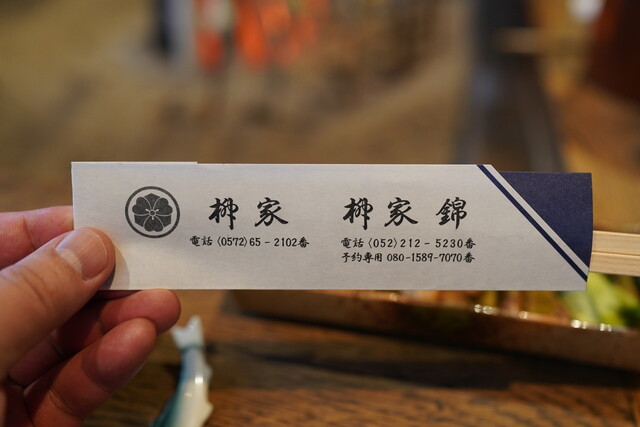 柳家
電話(0572)65-2102番
柳家 錦
電話(052)212-5230番
予約専用 080-1589-7070番